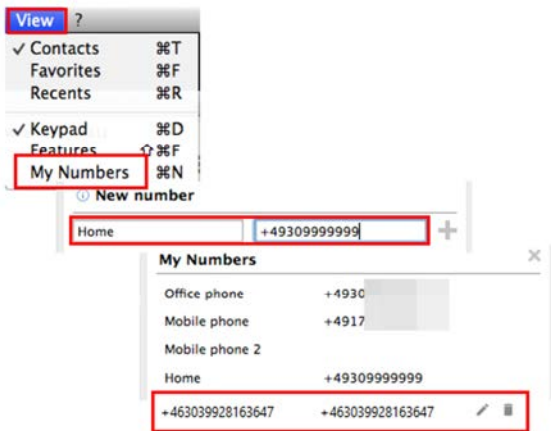 View ?
✓ Contacts ⌘T
Favorites ⌘F
Recents ⌘R
✓ Keypad ⌘D
Features ⇧⌘F
My Numbers ⌘N
New number
Home +49309999999
My Numbers
Office phone +4930
Mobile phone +4917
Mobile phone 2
Home +49309999999
+463039928163647 +463039928163647